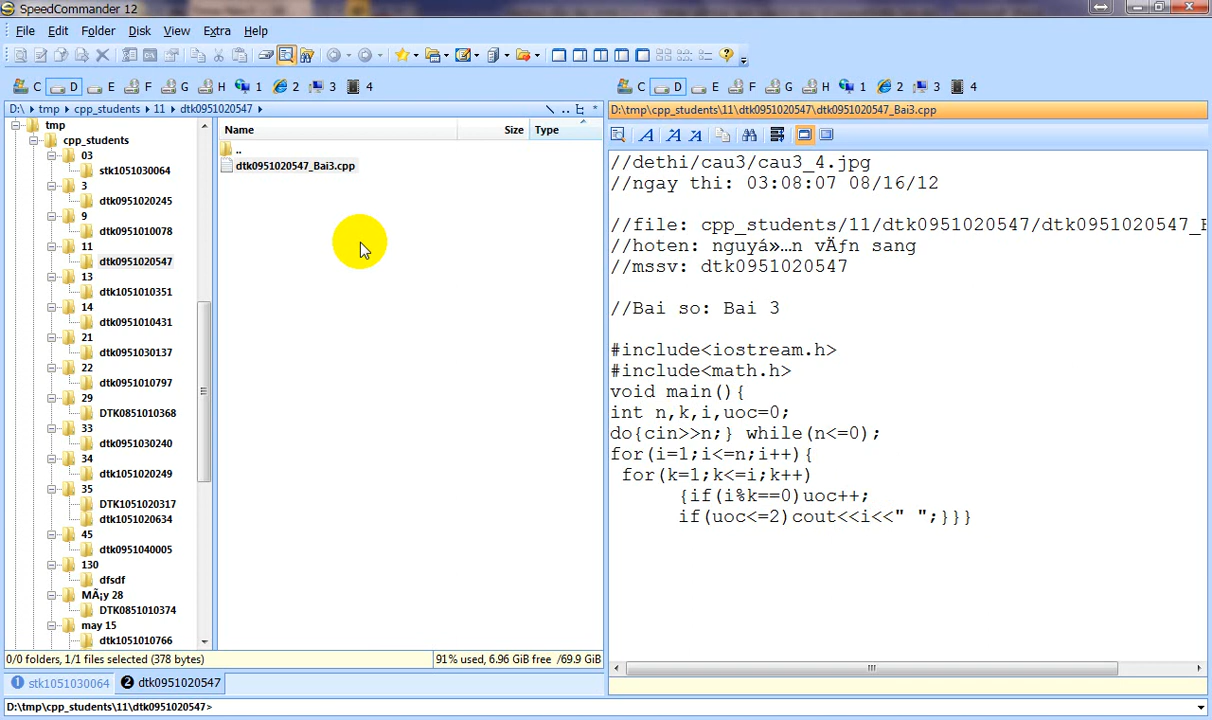 SpeedCommander 12
File Edit Folder Disk View Extra Help
C D E F G H 1 2 3 4
C D E F G H 1 2 3 4
D:\ tmp cpp_students 11 dtk0951020547
D:\tmp\cpp_students\11\dtk0951020547\dtk0951020547_Bai3.cpp
tmp
cpp_students
03
stk1051030064
3
dtk0951020245
9
dtk0951010078
11
dtk0951020547
13
dtk1051010351
14
dtk0951010431
21
dtk0951030137
22
dtk0951010797
29
DTK0851010368
33
dtk0951030240
34
dtk1051020249
35
DTK1051020317
dtk1051020634
45
dtk0951040005
130
dfsdf
MÃ¡y 28
DTK0851010374
may 15
dtk1051010766
Name Size Type
..
dtk0951020547_Bai3.cpp
//dethi/cau3/cau3_4.jpg
//ngay thi: 03:08:07 08/16/12
//file: cpp_students/11/dtk0951020547/dtk0951020547_B
//hoten: nguyá»…n vÄƒn sang
//mssv: dtk0951020547
//Bai so: Bai 3
#include<iostream.h>
#include<math.h>
void main(){
int n,k,i,uoc=0;
do{cin>>n;} while(n<=0);
for(i=1;i<=n;i++){
for(k=1;k<=i;k++)
{if(i%k==0)uoc++;
if(uoc<=2)cout<<i<<" ";}}}
0/0 folders, 1/1 files selected (378 bytes)
91% used, 6.96 GiB free /69.9 GiB
1 stk1051030064 2 dtk0951020547
D:\tmp\cpp_students\11\dtk0951020547>